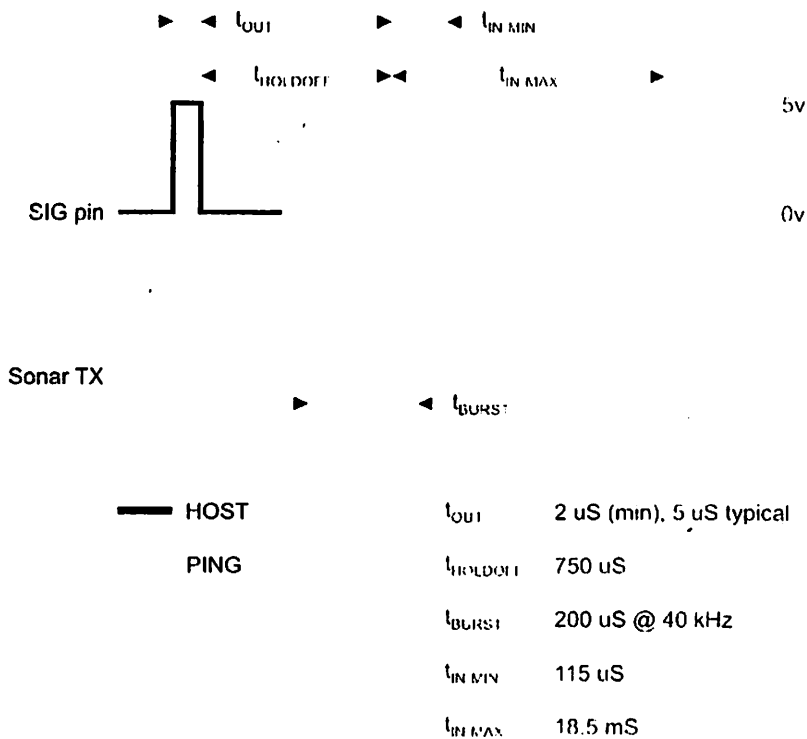 tOUT tIN MIN
tHOLDOFF tIN MAX
5v
SIG pin
0v
Sonar TX
tBURST
HOST
tOUT 2 uS (min), 5 uS typical
PING
tHOLDOFF 750 uS
tBURST 200 uS @ 40 kHz
tIN MIN 115 uS
tIN MAX 18.5 mS